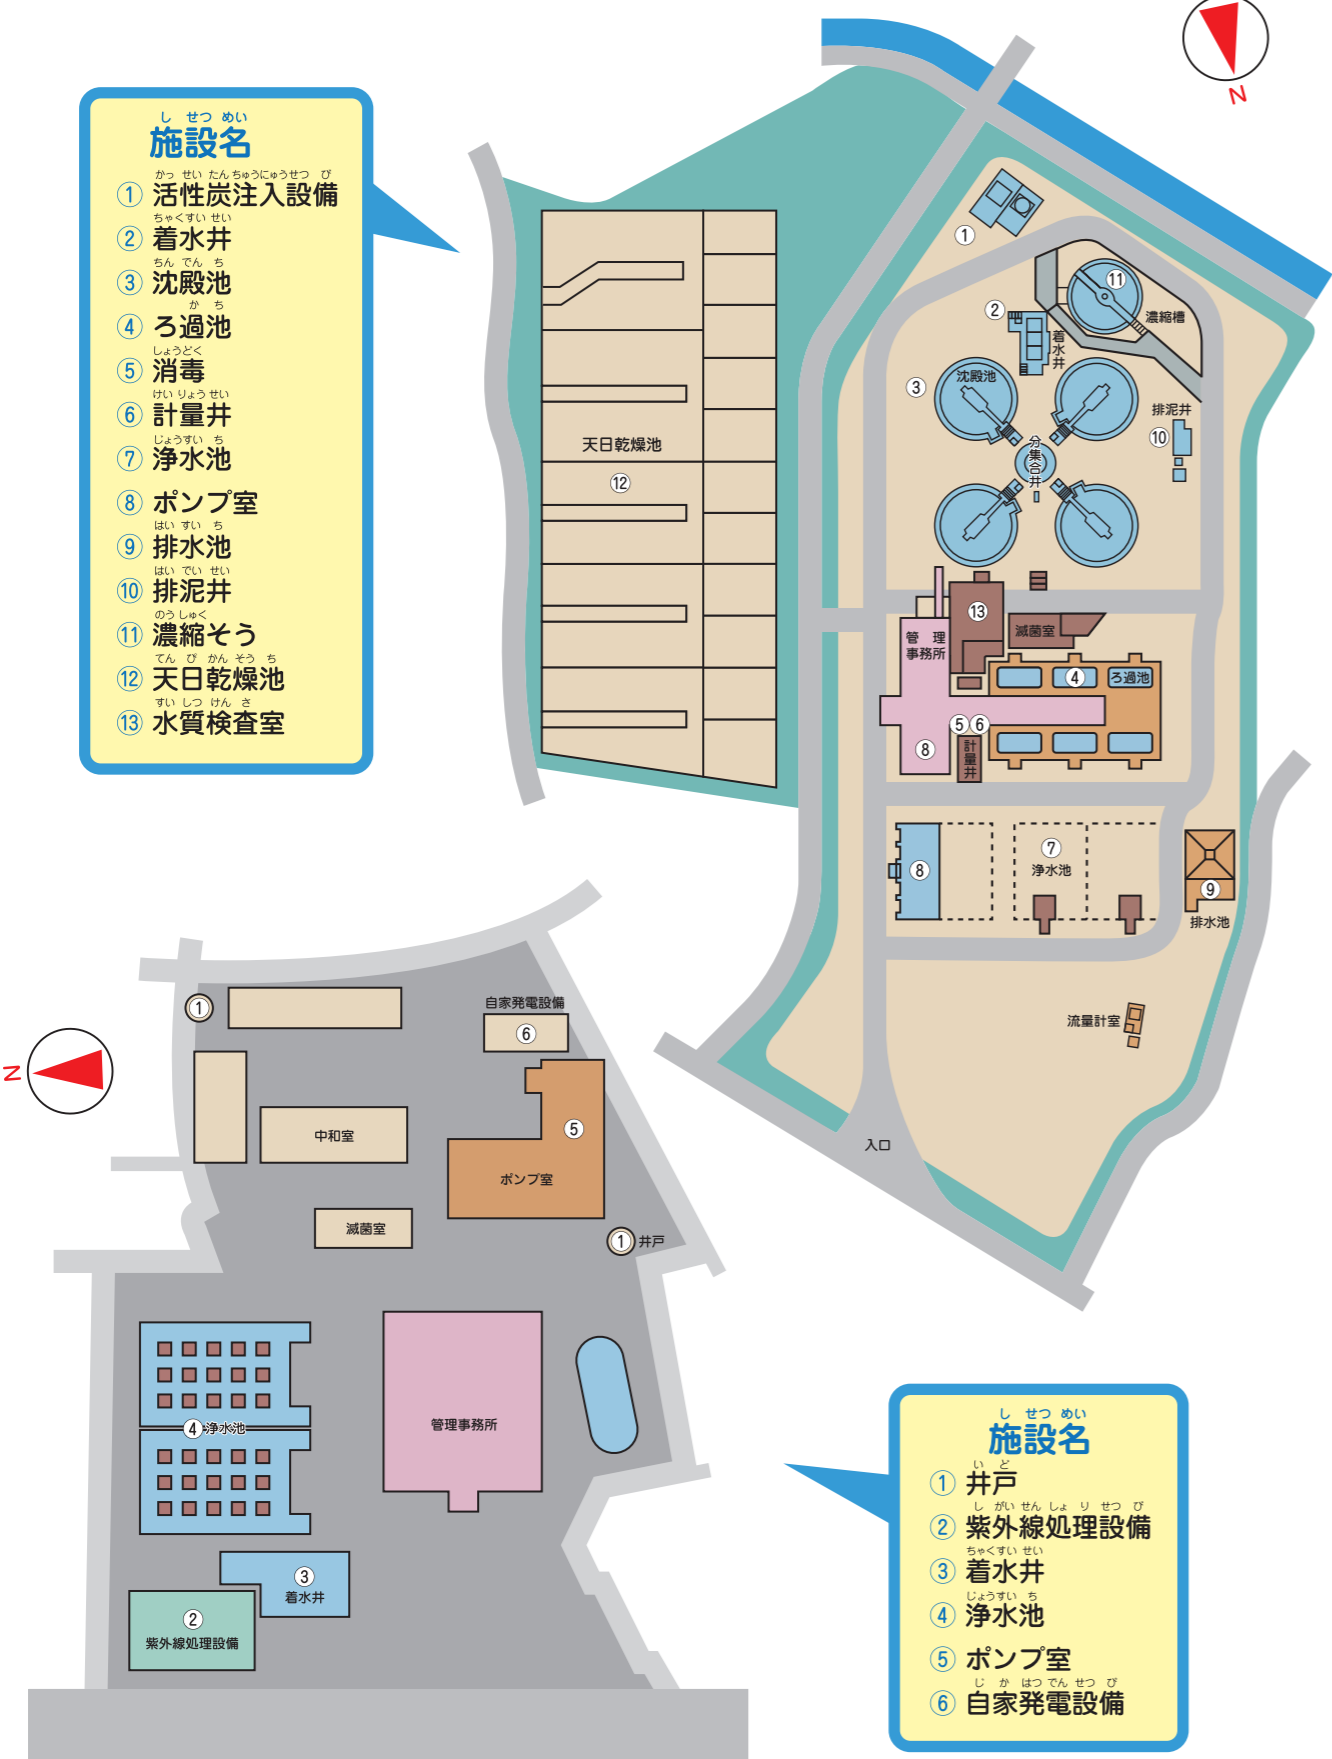 N
しせつめい
施設名
かっせいたんちゅうにゅうせつび
① 活性炭注入設備
ちゃくすいせい
② 着水井
ちんでんち
③ 沈殿池
かち
④ ろ過池
しょうどく
⑤ 消毒
けいりょうせい
⑥ 計量井
じょうすいち
⑦ 浄水池
⑧ ポンプ室
はいすいち
⑨ 排水池
はいでいせい
⑩ 排泥井
のうしゅく
⑪ 濃縮そう
てんぴかんそうち
⑫ 天日乾燥池
すいしつけんさ
⑬ 水質検査室
①
⑪
濃縮槽
②
着水井
③
沈殿池
排泥井
⑩
分集合井
天日乾燥池
⑫
⑬
滅菌室
管理
事務所
④
ろ過池
⑤⑥
計量井
⑧
⑧
⑦
浄水池
⑨
排水池
流量計室
入口
N
①
自家発電設備
⑥
中和室
⑤
ポンプ室
滅菌室
① 井戸
④ 浄水池
管理事務所
③
着水井
②
紫外線処理設備
しせつめい
施設名
いど
① 井戸
しがいせんしょりせつび
② 紫外線処理設備
ちゃくすいせい
③ 着水井
じょうすいち
④ 浄水池
⑤ ポンプ室
じかはつでんせつび
⑥ 自家発電設備